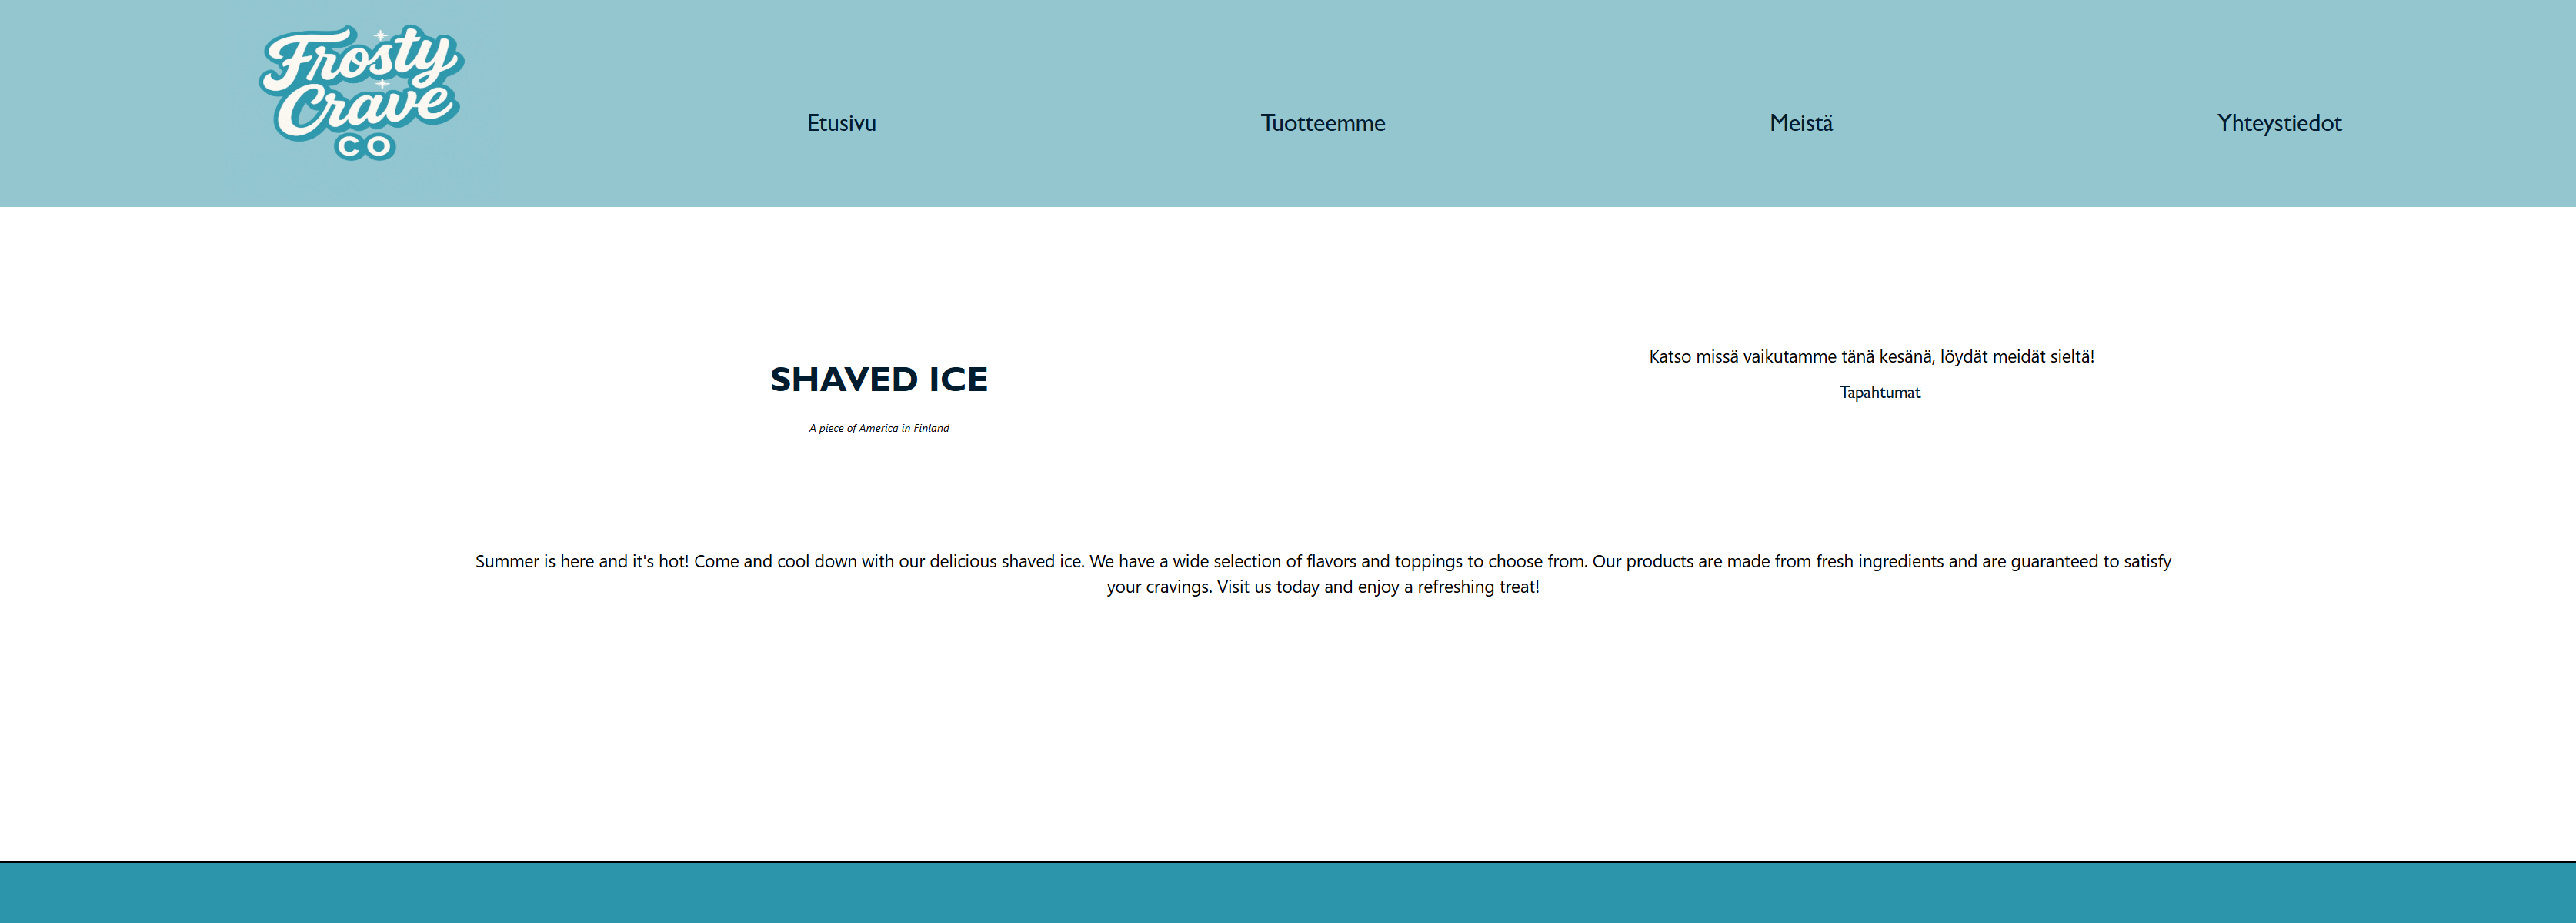 Frosty
Crave
CO
Etusivu
Tuotteemme
Meistä
Yhteystiedot
SHAVED ICE
A piece of America in Finland
Katso missä vaikutamme tänä kesänä, löydät meidät sieltä!
Tapahtumat
Summer is here and it's hot! Come and cool down with our delicious shaved ice. We have a wide selection of flavors and toppings to choose from. Our products are made from fresh ingredients and are guaranteed to satisfy
your cravings. Visit us today and enjoy a refreshing treat!